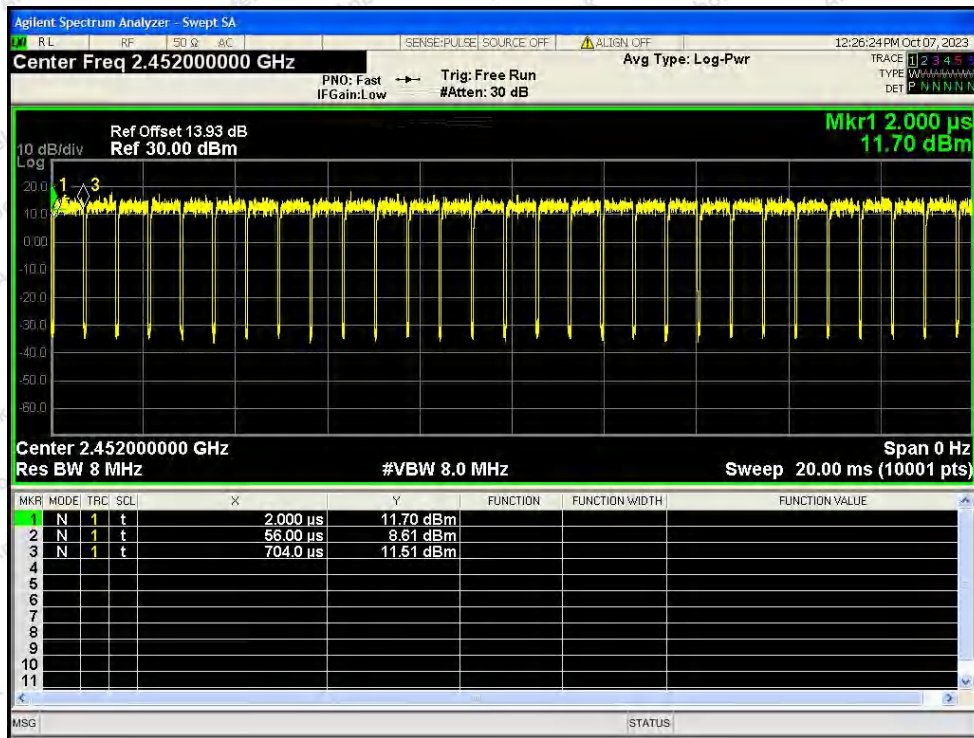 Agilent Spectrum Analyzer - Swept SA
RL RF 50 Ω AC SENSE:PULSE SOURCE OFF ALIGN OFF 12:26:24 PM Oct 07, 2023
Center Freq 2.452000000 GHz Avg Type: Log-Pwr TRACE 1 2 3 4 5 6
PNO: Fast Trig: Free Run TYPE W
IFGain:Low #Atten: 30 dB DET P N N N N N
Ref Offset 13.93 dB Mkr1 2.000 µs
10 dB/div Ref 30.00 dBm 11.70 dBm
Log
20.0
1 3
10.0
0.00
-10.0
-20.0
-30.0
-40.0
-50.0
-60.0
Center 2.452000000 GHz Span 0 Hz
Res BW 8 MHz #VBW 8.0 MHz Sweep 20.00 ms (10001 pts)
MKR MODE TRC SCL X Y FUNCTION FUNCTION WIDTH FUNCTION VALUE
1 N 1 t 2.000 µs 11.70 dBm
2 N 1 t 56.00 µs 8.61 dBm
3 N 1 t 704.0 µs 11.51 dBm
4
5
6
7
8
9
10
11
MSG STATUS